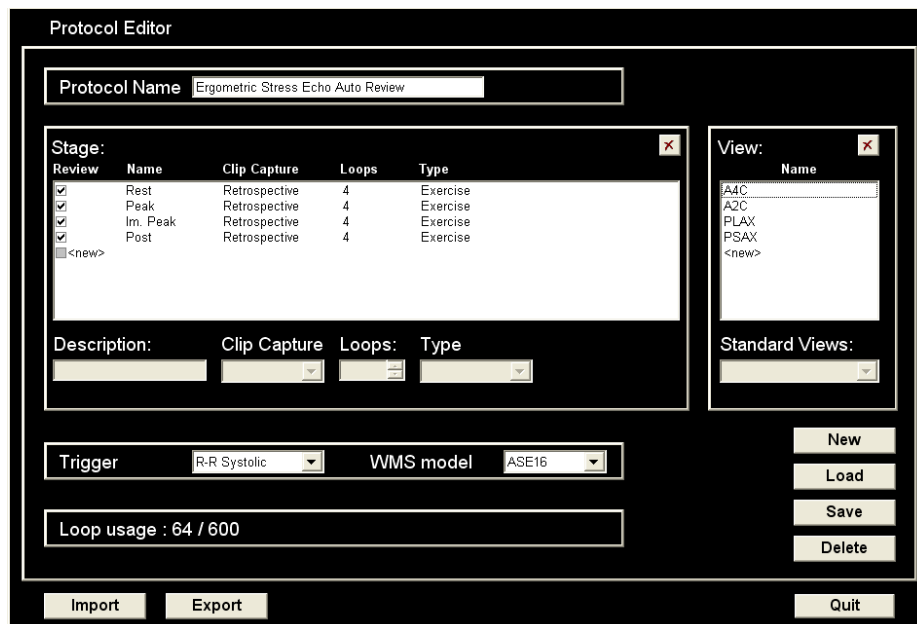 Protocol Editor
Protocol Name Ergometric Stress Echo Auto Review
Stage:
Review Name Clip Capture Loops Type
Rest Retrospective 4 Exercise
Peak Retrospective 4 Exercise
Im. Peak Retrospective 4 Exercise
Post Retrospective 4 Exercise
<new>
Description: Clip Capture Loops: Type
View:
Name
A4C
A2C
PLAX
PSAX
<new>
Standard Views:
Trigger R-R Systolic WMS model ASE16
Loop usage : 64 / 600
New
Load
Save
Delete
Import Export Quit